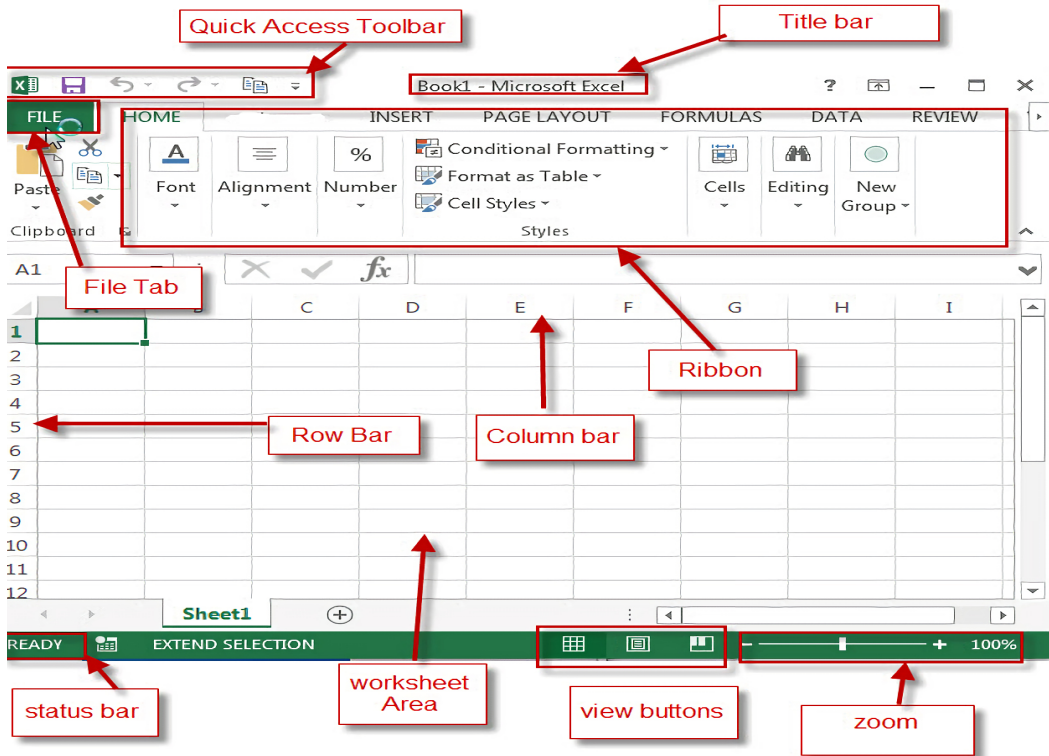 Quick Access Toolbar
Title bar
Book1 - Microsoft Excel
?
FILE
HOME
INSERT
PAGE LAYOUT
FORMULAS
DATA
REVIEW
Paste
Clipboard
A
Font
Alignment
%
Number
Conditional Formatting
Format as Table
Cell Styles
Styles
Cells
Editing
New
Group
A1
fx
File Tab
C
D
E
F
G
H
I
1
2
3
4
5
6
7
8
9
10
11
12
Ribbon
Row Bar
Column bar
Sheet1
READY
EXTEND SELECTION
100%
status bar
worksheet
Area
view buttons
zoom